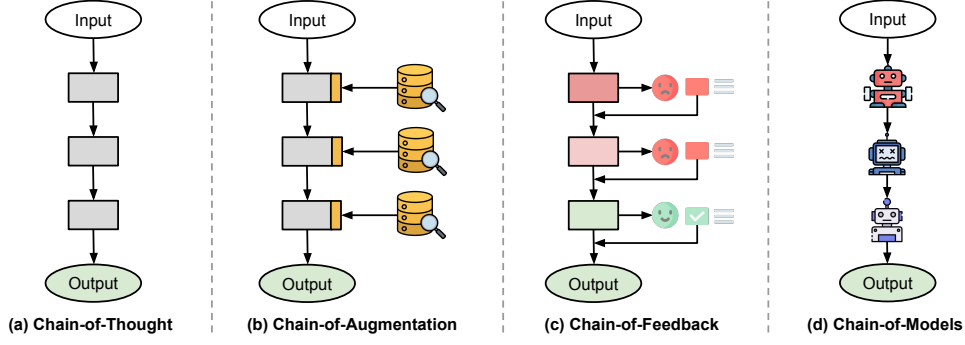 Input
Input
Input
Input
Output
Output
Output
Output
(a) Chain-of-Thought
(b) Chain-of-Augmentation
(c) Chain-of-Feedback
(d) Chain-of-Models